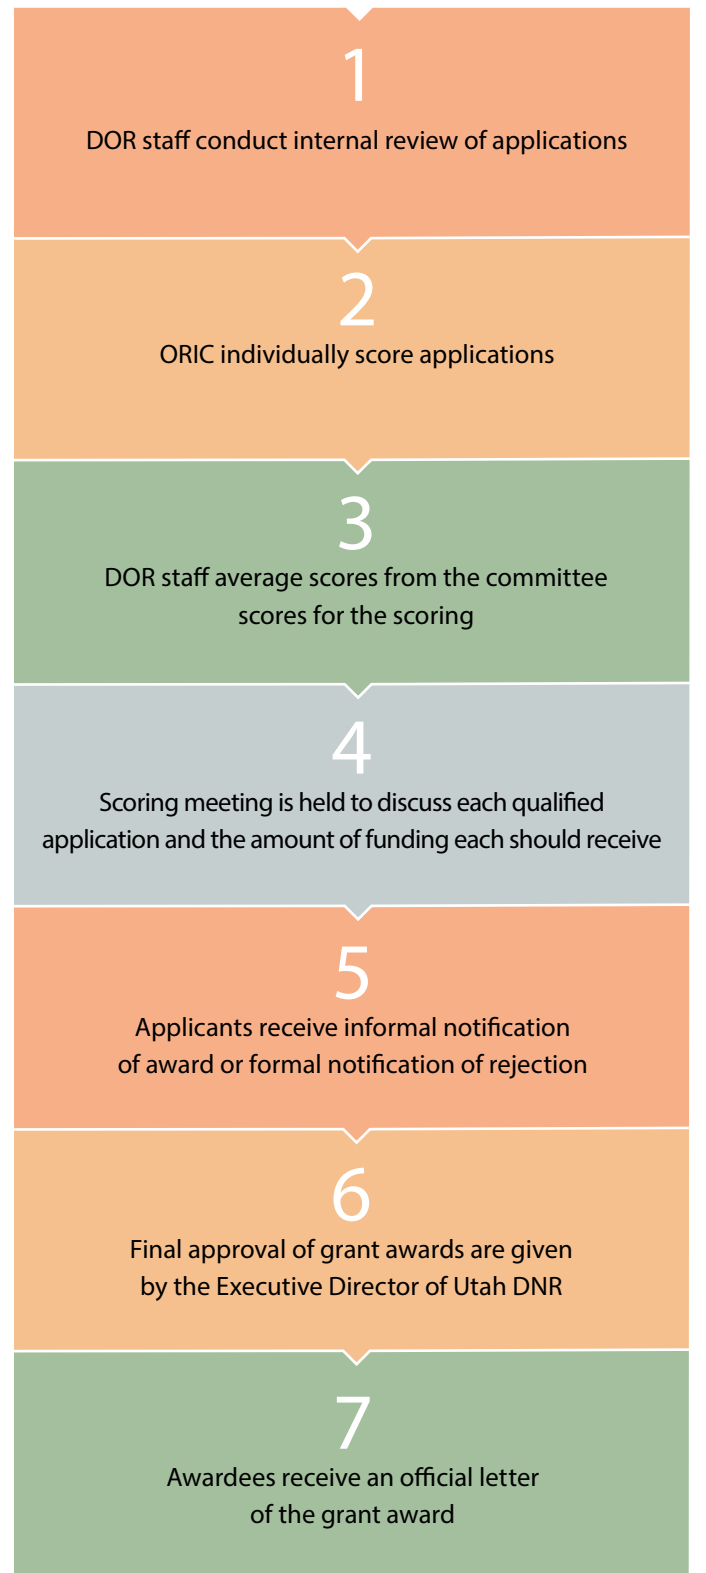 1
DOR staff conduct internal review of applications
2
ORIC individually score applications
3
DOR staff average scores from the committee
scores for the scoring
4
Scoring meeting is held to discuss each qualified
application and the amount of funding each should receive
5
Applicants receive informal notification
of award or formal notification of rejection
6
Final approval of grant awards are given
by the Executive Director of Utah DNR
7
Awardees receive an official letter
of the grant award